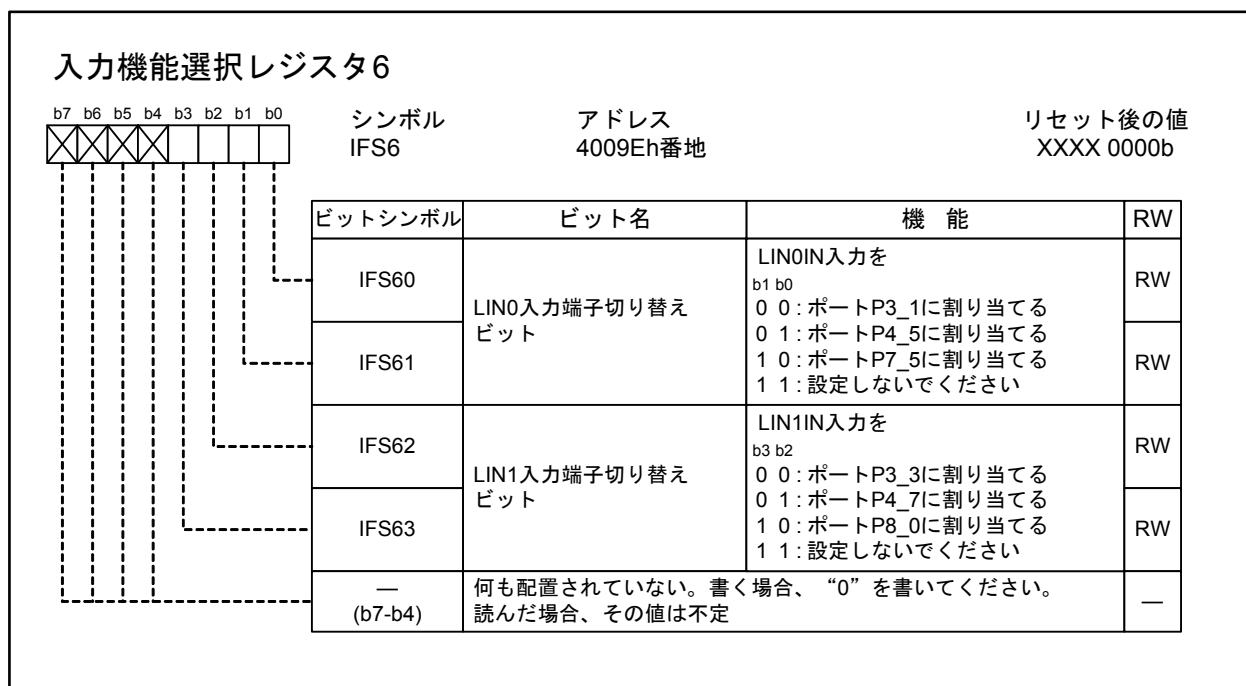 入力機能選択レジスタ6
b7 b6 b5 b4 b3 b2 b1 b0
シンボル アドレス リセット後の値
IFS6 4009Eh番地 XXXX 0000b
ビットシンボル ビット名 機 能 RW
IFS60 RW
IFS61 RW
LIN0入力端子切り替え
ビット
LIN0IN入力を
b1 b0
0 0 : ポートP3_1に割り当てる
0 1 : ポートP4_5に割り当てる
1 0 : ポートP7_5に割り当てる
1 1 : 設定しないでください
IFS62 RW
IFS63 RW
LIN1入力端子切り替え
ビット
LIN1IN入力を
b3 b2
0 0 : ポートP3_3に割り当てる
0 1 : ポートP4_7に割り当てる
1 0 : ポートP8_0に割り当てる
1 1 : 設定しないでください
—
(b7-b4)
何も配置されていない。書く場合、“0”を書いてください。
読んだ場合、その値は不定
—